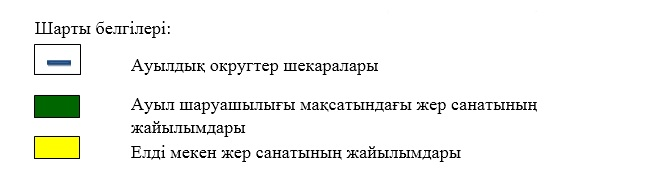 Шарты белгілері:
Ауылдық округтер шекаралары
Ауыл шаруашылығы мақсатындағы жер санатының
жайылымдары
Елді мекен жер санатының жайылымдары